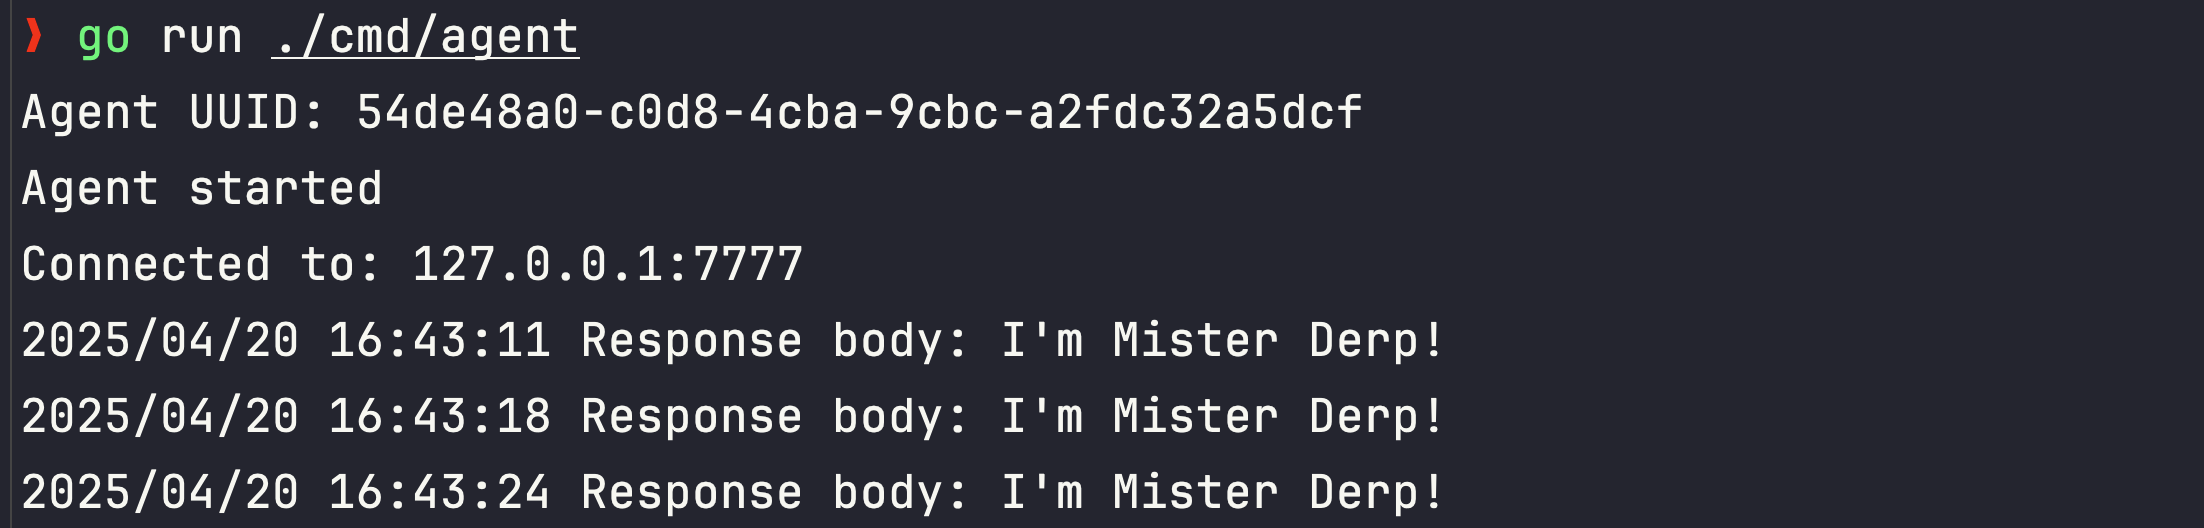 ❯ go run ./cmd/agent
Agent UUID: 54de48a0-c0d8-4cba-9cbc-a2fdc32a5dcf
Agent started
Connected to: 127.0.0.1:7777
2025/04/20 16:43:11 Response body: I'm Mister Derp!
2025/04/20 16:43:18 Response body: I'm Mister Derp!
2025/04/20 16:43:24 Response body: I'm Mister Derp!